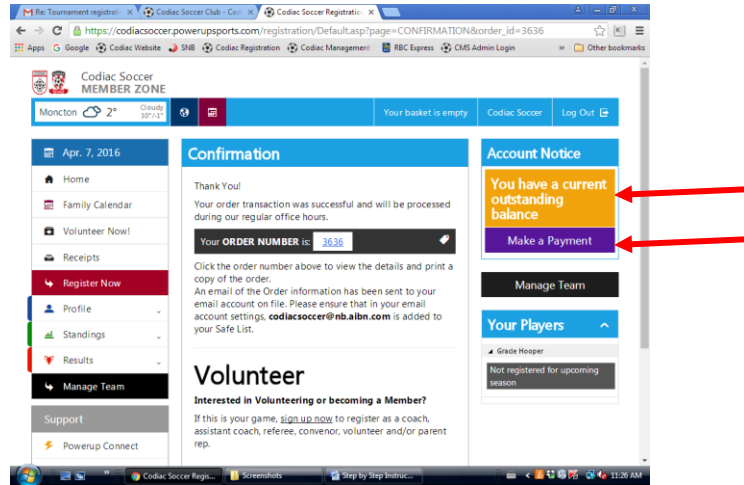 Re: Tournament registrati
Codiac Soccer Club - Codi
Codiac Soccer Registration
https://codiacsoccer.powerupsports.com/registration/Default.asp?page=CONFIRMATION&order_id=3636
Apps Google Codiac Website SNB Codiac Registration Codiac Management RBC Express CMS Admin Login » Other bookmarks
Codiac Soccer
MEMBER ZONE
Moncton 2° Cloudy 10°/-1° Your basket is empty Codiac Soccer Log Out
Apr. 7, 2016
Home
Family Calendar
Volunteer Now!
Receipts
Register Now
Profile
Standings
Results
Manage Team
Support
Powerup Connect
Confirmation
Thank You!
Your order transaction was successful and will be processed
during our regular office hours.
Your ORDER NUMBER is: 3636
Click the order number above to view the details and print a
copy of the order.
An email of the Order information has been sent to your
email account on file. Please ensure that in your email
account settings, codiacsoccer@nb.aibn.com is added to
your Safe List.
Volunteer
Interested in Volunteering or becoming a Member?
If this is your game, sign up now to register as a coach,
assistant coach, referee, convenor, volunteer and/or parent
rep.
Account Notice
You have a current
outstanding
balance
Make a Payment
Manage Team
Your Players
Grade Hooper
Not registered for upcoming
season
Codiac Soccer Regis... Screenshots Step by Step Instruc... 11:26 AM